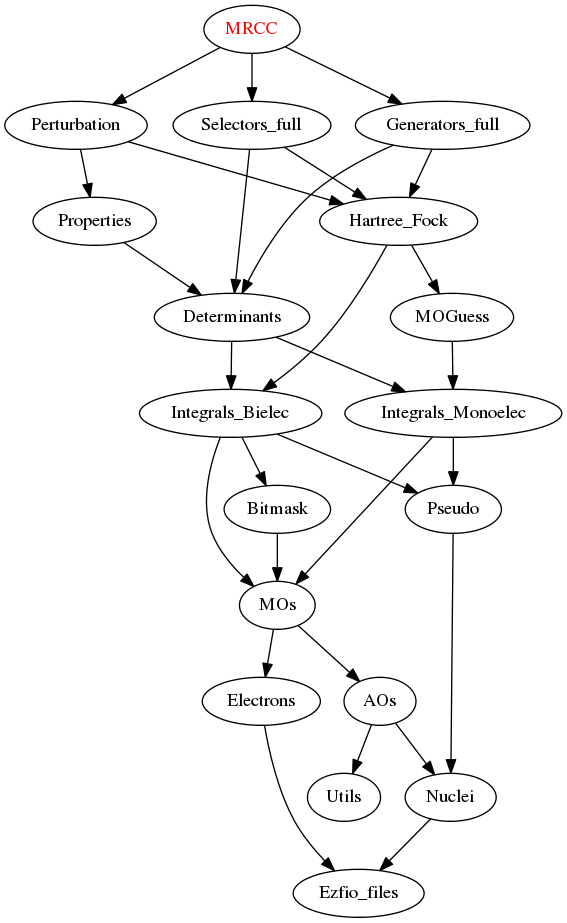 MRCC
Perturbation
Selectors_full
Generators_full
Properties
Hartree_Fock
Determinants
MOGuess
Integrals_Bielec
Integrals_Monoelec
Bitmask
Pseudo
MOs
Electrons
AOs
Utils
Nuclei
Ezfio_files